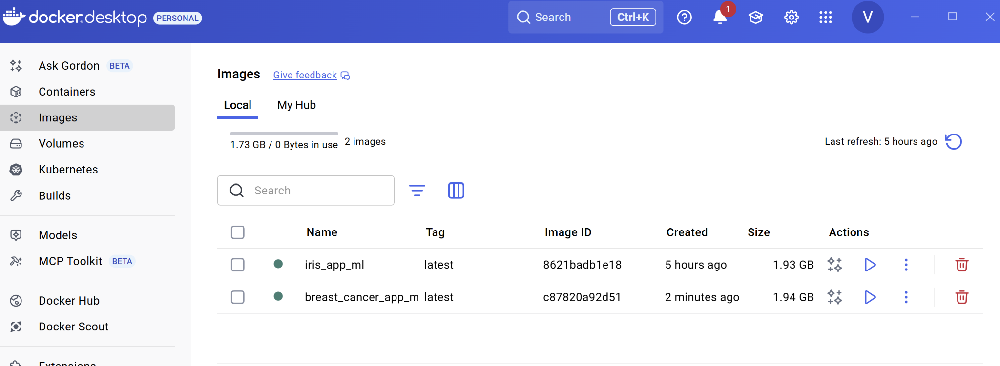 docker.desktop PERSONAL Search Ctrl+K 1 V
Ask Gordon BETA
Containers
Images
Volumes
Kubernetes
Builds
Models
MCP Toolkit BETA
Docker Hub
Docker Scout
Extensions
Images Give feedback
Local My Hub
1.73 GB / 0 Bytes in use 2 images
Last refresh: 5 hours ago
Search
Name Tag Image ID Created Size Actions
iris_app_ml latest 8621badb1e18 5 hours ago 1.93 GB
breast_cancer_app_m latest c87820a92d51 2 minutes ago 1.94 GB